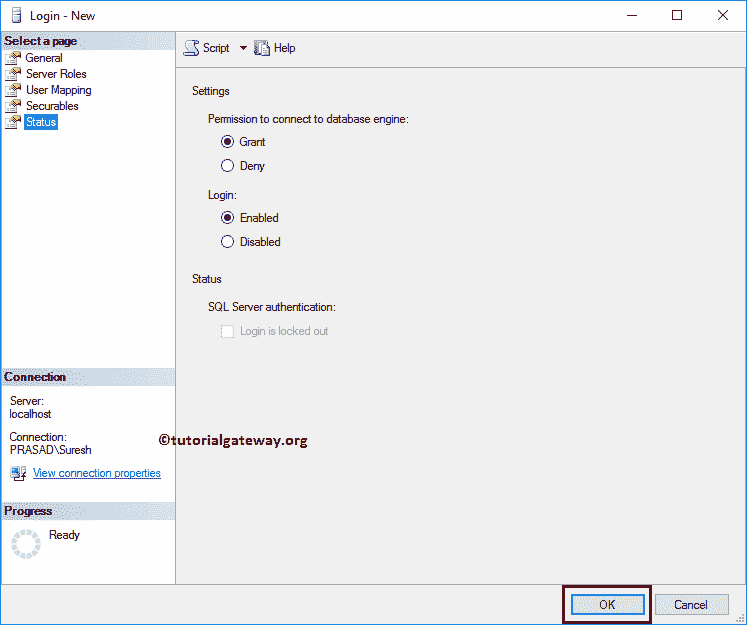 Login - New
Select a page
General
Server Roles
User Mapping
Securables
Status
Script
Help
Settings
Permission to connect to database engine:
Grant
Deny
Login:
Enabled
Disabled
Status
SQL Server authentication:
Login is locked out
Connection
Server:
localhost
Connection:
PRASAD\Suresh
View connection properties
©tutorialgateway.org
Progress
Ready
OK
Cancel